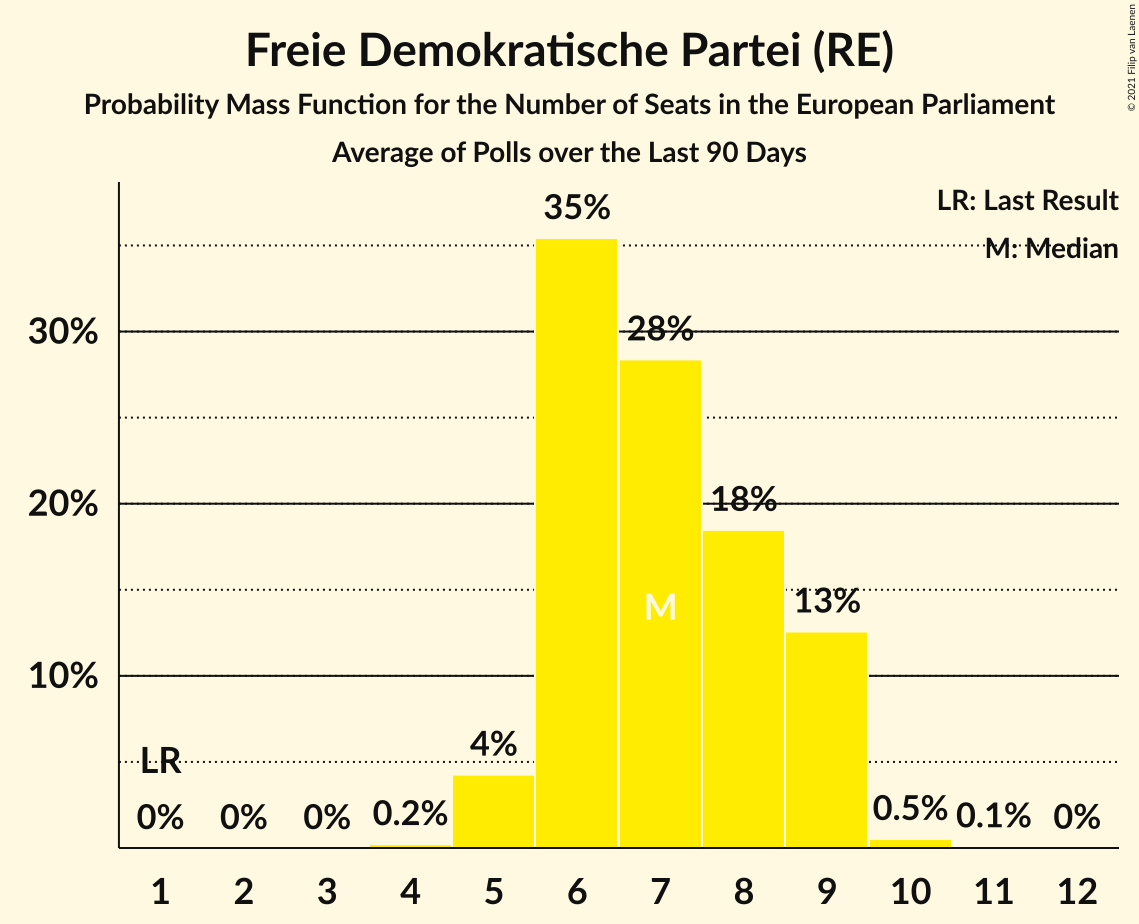 Freie Demokratische Partei (RE)
Probability Mass Function for the Number of Seats in the European Parliament
Average of Polls over the Last 90 Days
© 2021 Filip van Laenen
LR: Last Result
M: Median
35%
30%
28%
20%
18%
M
13%
10%
LR
4%
0% 0% 0% 0.2% 0.5% 0.1% 0%
1 2 3 4 5 6 7 8 9 10 11 12